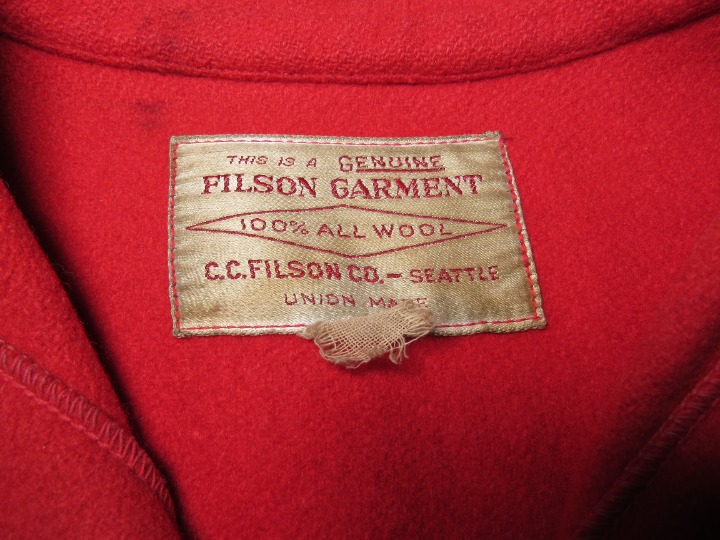 THIS IS A GENUINE
FILSON GARMENT
100% ALL WOOL
C.C. FILSON CO. – SEATTLE
UNION MADE